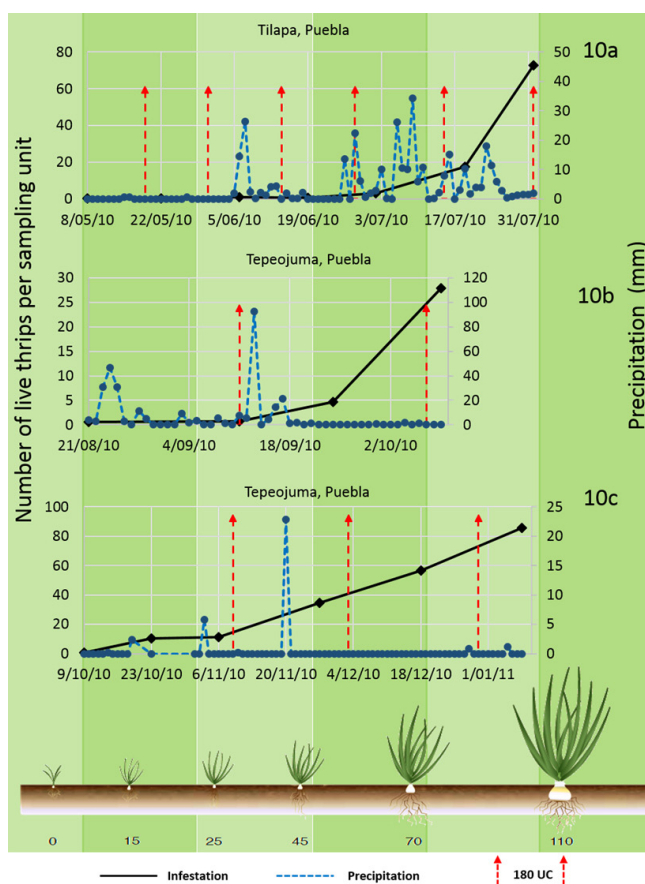 Tilapa, Puebla
10a
80
60
40
20
0
50
40
30
20
10
0
8/05/10 22/05/10 5/06/10 19/06/10 3/07/10 17/07/10 31/07/10
Tepeojuma, Puebla
10b
30
25
20
15
10
5
0
120
100
80
60
40
20
0
21/08/10 4/09/10 18/09/10 2/10/10
Tepeojuma, Puebla
10c
100
80
60
40
20
0
25
20
15
10
5
0
9/10/10 23/10/10 6/11/10 20/11/10 4/12/10 18/12/10 1/01/11
Number of live thrips per sampling unit
Precipitation (mm)
0 15 25 45 70 110
Infestation Precipitation 180 UC